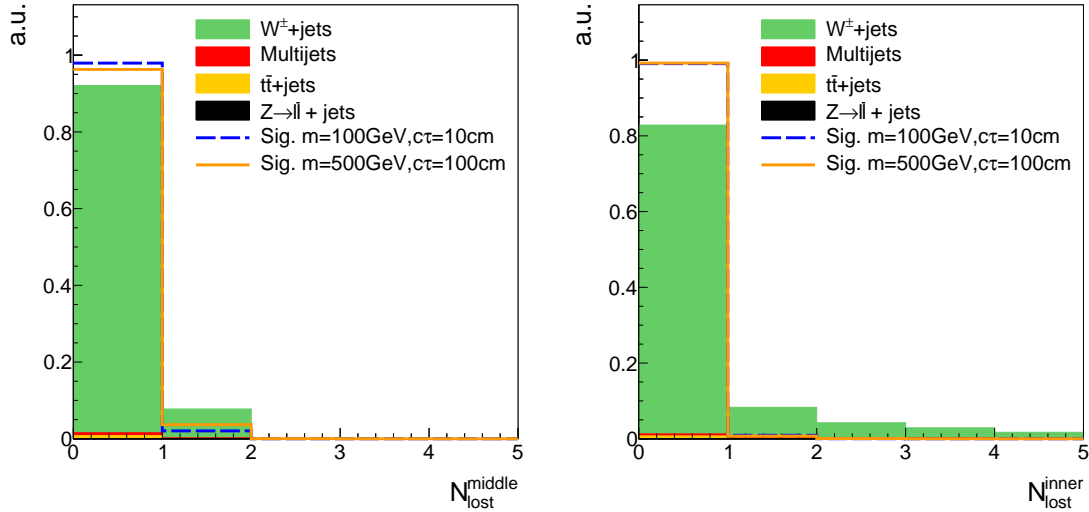 a.u.
W±+jets
Multijets
tt̄+jets
Z→ll̄ + jets
Sig. m=100GeV,cτ=10cm
Sig. m=500GeV,cτ=100cm
1
0.8
0.6
0.4
0.2
0
0 1 2 3 4 5
N_lost^middle
a.u.
W±+jets
Multijets
tt̄+jets
Z→ll̄ + jets
Sig. m=100GeV,cτ=10cm
Sig. m=500GeV,cτ=100cm
1
0.8
0.6
0.4
0.2
0
0 1 2 3 4 5
N_lost^inner